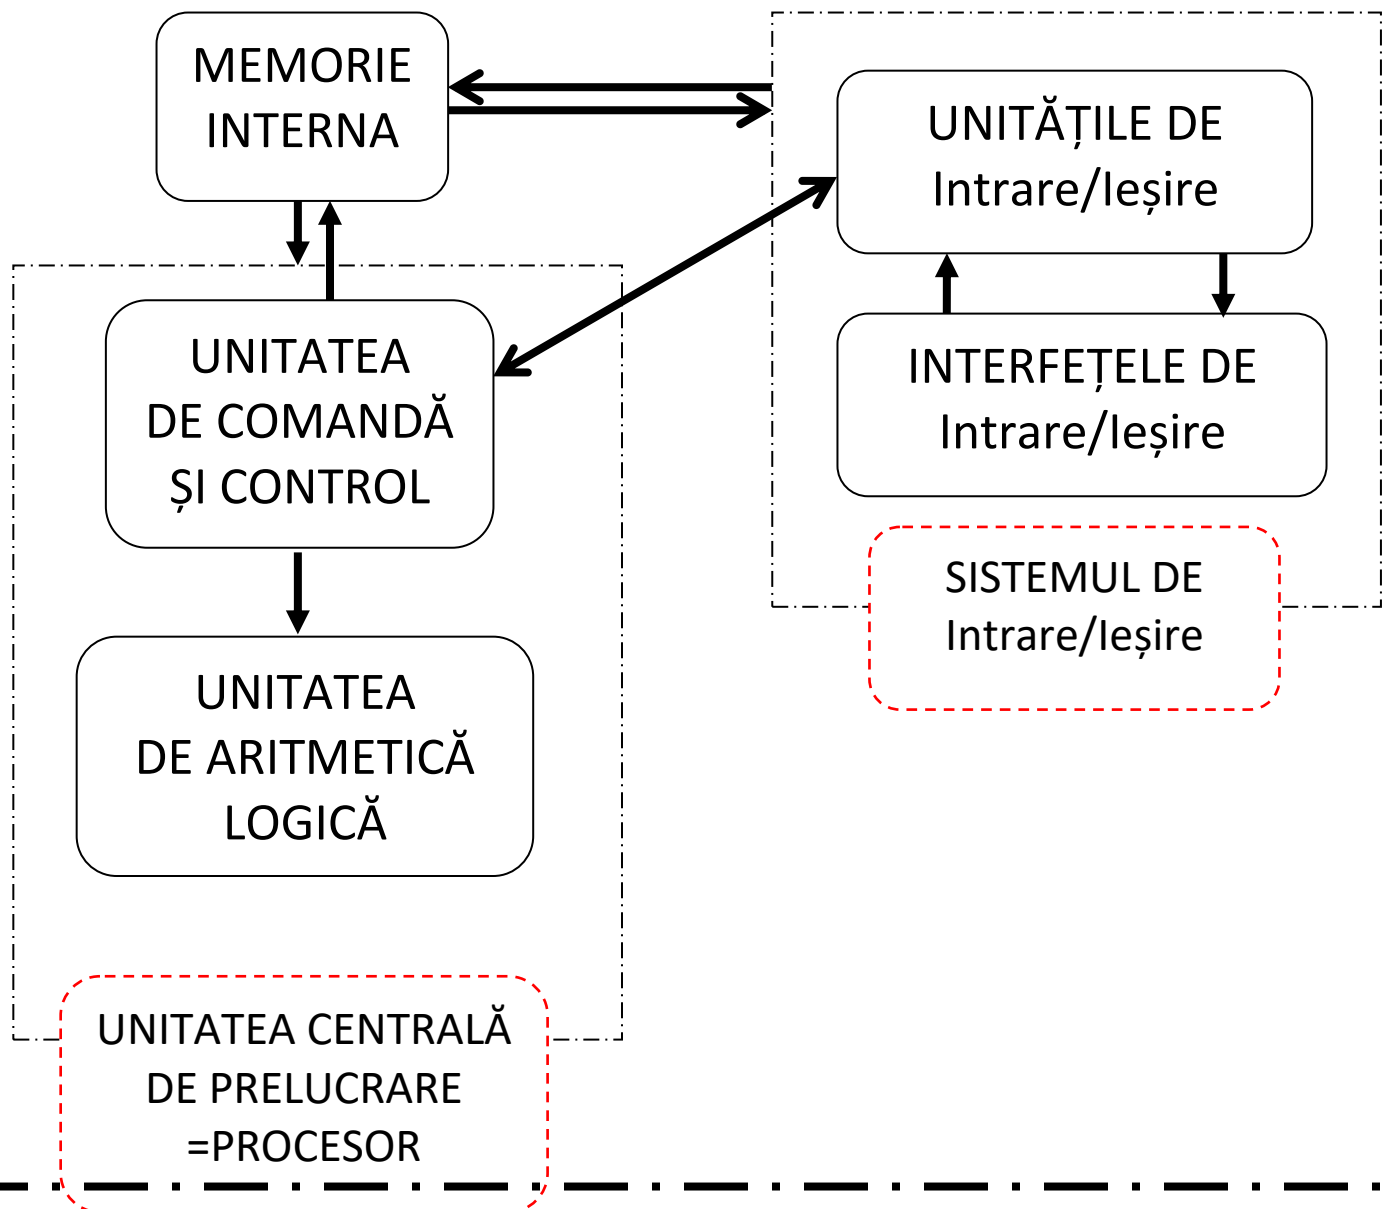 MEMORIE
INTERNA
UNITĂȚILE DE
Intrare/Ieșire
UNITATEA
DE COMANDĂ
ȘI CONTROL
INTERFEȚELE DE
Intrare/Ieșire
SISTEMUL DE
Intrare/Ieșire
UNITATEA
DE ARITMETICĂ
LOGICĂ
UNITATEA CENTRALĂ
DE PRELUCRARE
=PROCESOR